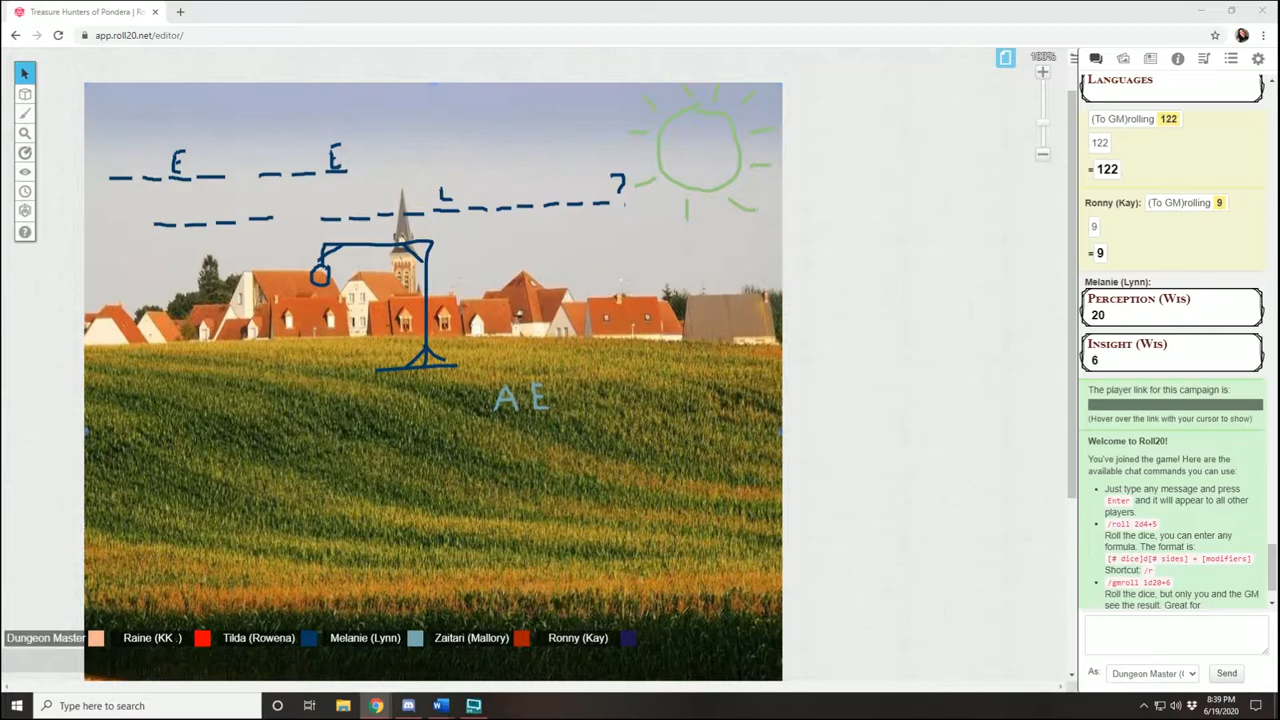 Treasure Hunters of Pondera | Ro
app.roll20.net/editor/
100%
E E
L ?
A E
LANGUAGES
(To GM)rolling 122
122
= 122
Ronny (Kay): (To GM)rolling 9
9
= 9
Melanie (Lynn):
PERCEPTION (WIS)
20
INSIGHT (WIS)
6
The player link for this campaign is:
(Hover over the link with your cursor to show)
Welcome to Roll20!
You've joined the game! Here are the
available chat commands you can use:
• Just type any message and press
Enter and it will appear to all other
players.
• /roll 2d4+5
Roll the dice, you can enter any
formula. The format is:
[# dice]d[# sides] + [modifiers]
Shortcut: /r
• /gmroll 1d20+6
Roll the dice, but only you and the GM
see the result. Great for
Dungeon Master Raine (KK .) Tilda (Rowena) Melanie (Lynn) Zaitari (Mallory) Ronny (Kay)
As: Dungeon Master (G Send
Type here to search
8:39 PM
6/19/2020